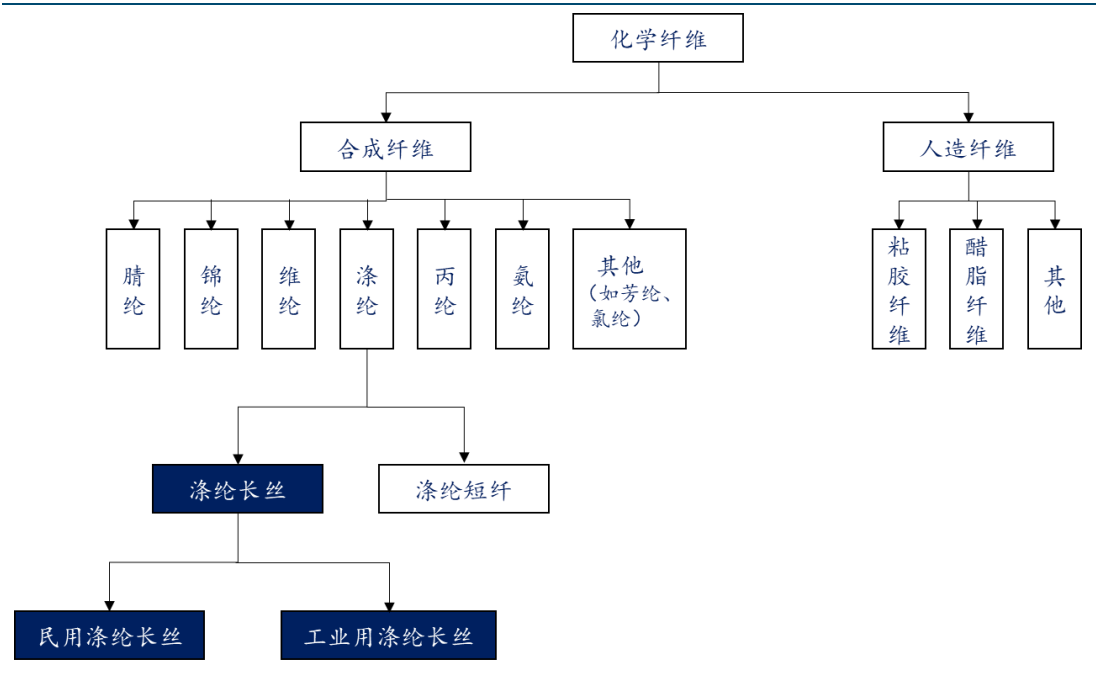 化学纤维
合成纤维
人造纤维
腈纶
锦纶
维纶
涤纶
丙纶
氨纶
其他
（如芳纶、
氯纶）
粘胶纤维
醋脂纤维
其他
涤纶长丝
涤纶短纤
民用涤纶长丝
工业用涤纶长丝